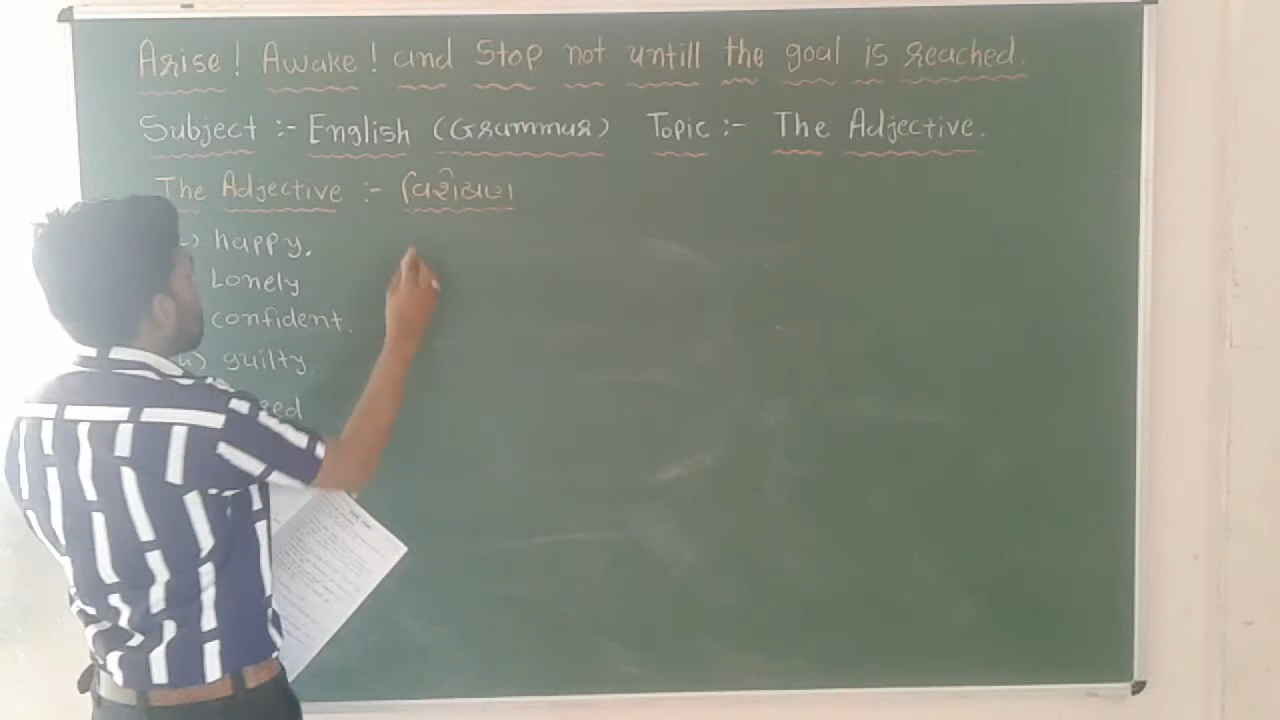 Arise! Awake! and Stop not untill the goal is reached.
Subject :- English (Grammar) Topic :- The Adjective.
The Adjective :- વિશેષણ
happy,
Lonely
confident.
4) guilty